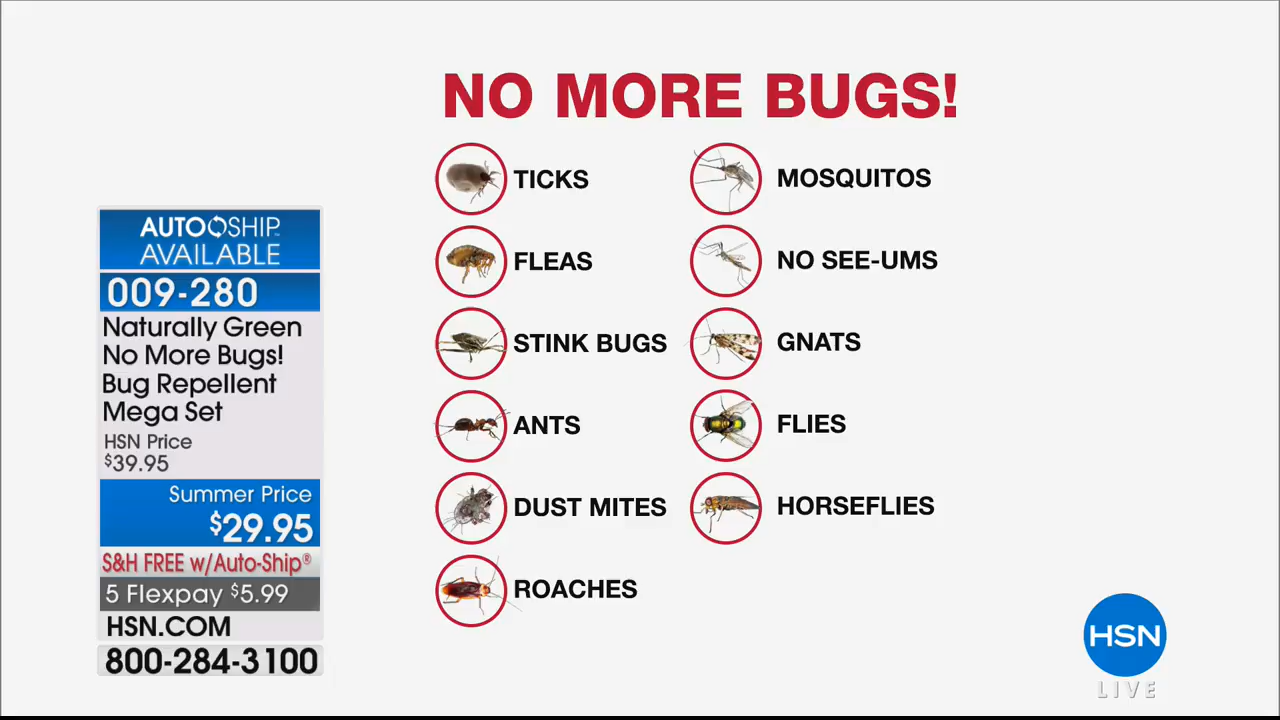 NO MORE BUGS!
TICKS
FLEAS
STINK BUGS
ANTS
DUST MITES
ROACHES
MOSQUITOS
NO SEE-UMS
GNATS
FLIES
HORSEFLIES
AUTO SHIP™
AVAILABLE
009-280
Naturally Green
No More Bugs!
Bug Repellent
Mega Set
HSN Price
$39.95
Summer Price
$29.95
S&H FREE w/Auto-Ship®
5 Flexpay $5.99
HSN.COM
800-284-3100
HSN
LIVE